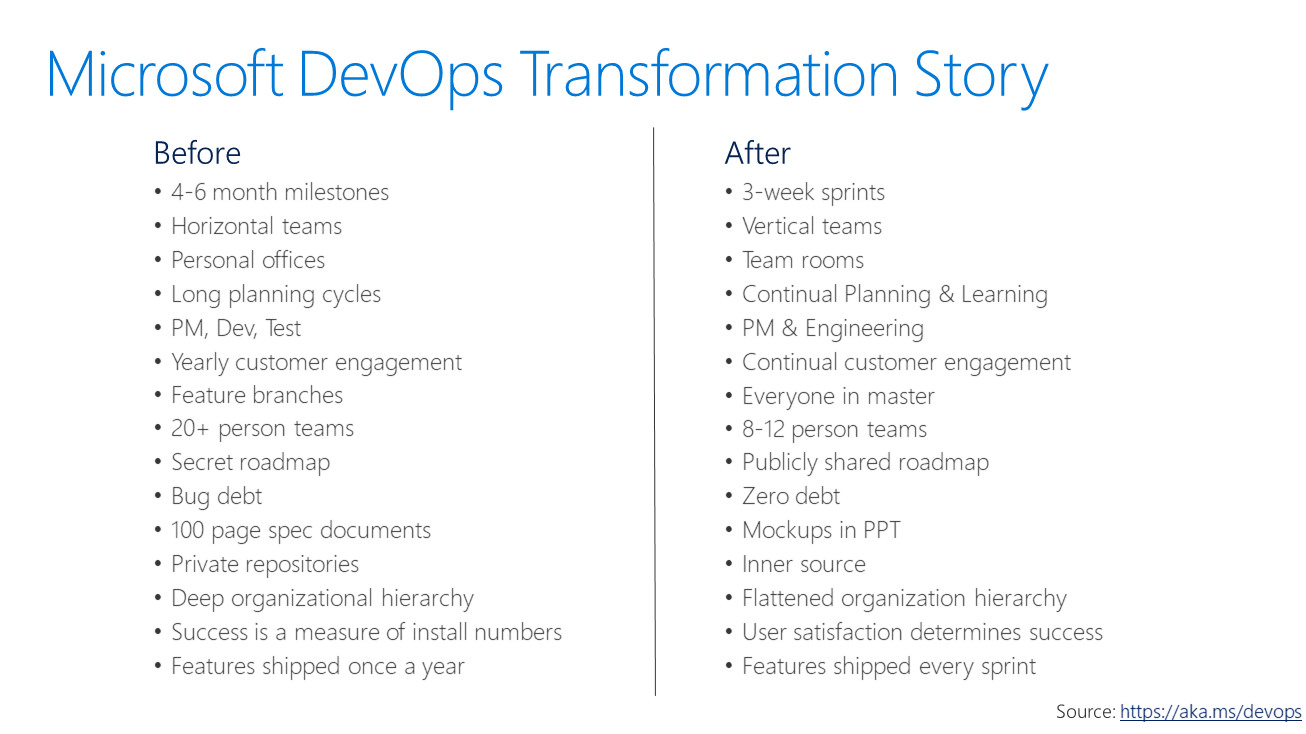 Microsoft DevOps Transformation Story
Before
• 4-6 month milestones
• Horizontal teams
• Personal offices
• Long planning cycles
• PM, Dev, Test
• Yearly customer engagement
• Feature branches
• 20+ person teams
• Secret roadmap
• Bug debt
• 100 page spec documents
• Private repositories
• Deep organizational hierarchy
• Success is a measure of install numbers
• Features shipped once a year
After
• 3-week sprints
• Vertical teams
• Team rooms
• Continual Planning & Learning
• PM & Engineering
• Continual customer engagement
• Everyone in master
• 8-12 person teams
• Publicly shared roadmap
• Zero debt
• Mockups in PPT
• Inner source
• Flattened organization hierarchy
• User satisfaction determines success
• Features shipped every sprint
Source: https://aka.ms/devops